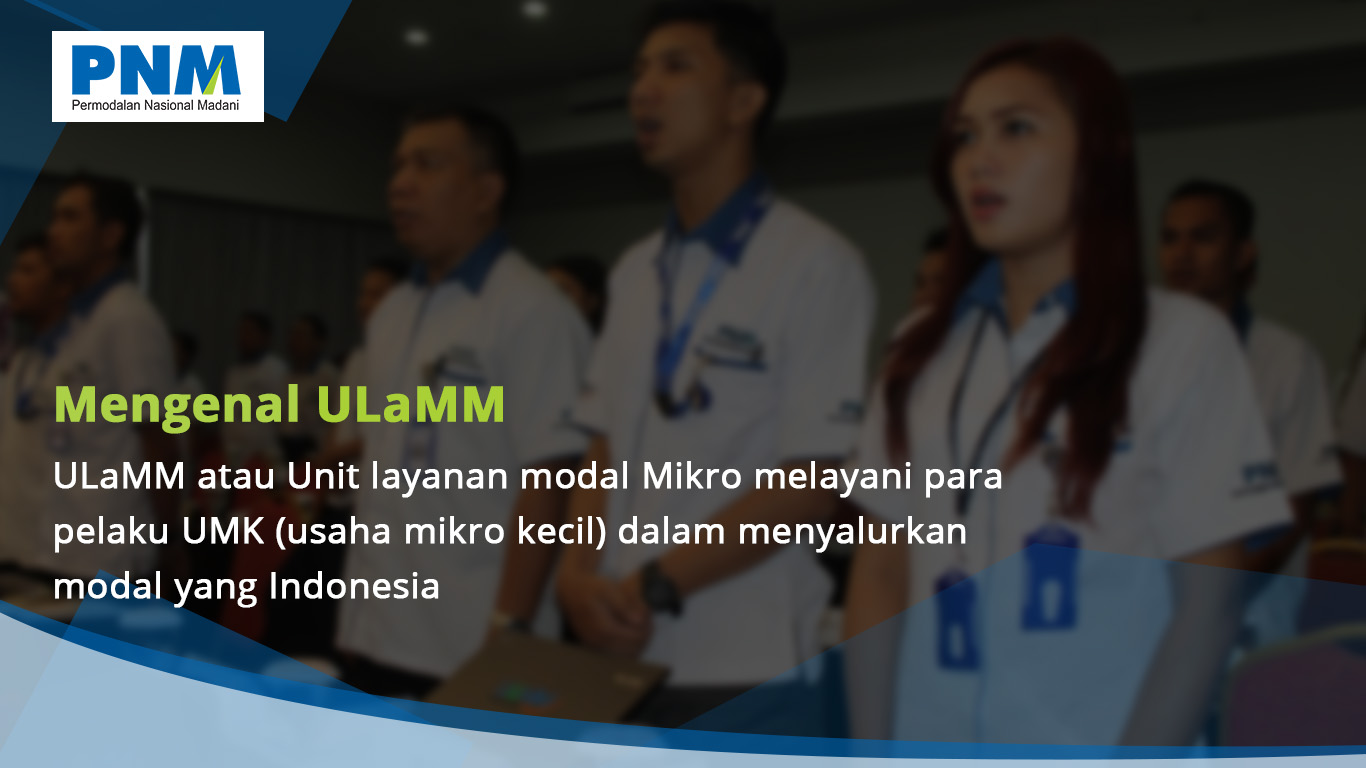 PNM
Permodalan Nasional Madani
Mengenal ULaMM
ULaMM atau Unit layanan modal Mikro melayani para
pelaku UMK (usaha mikro kecil) dalam menyalurkan
modal yang Indonesia